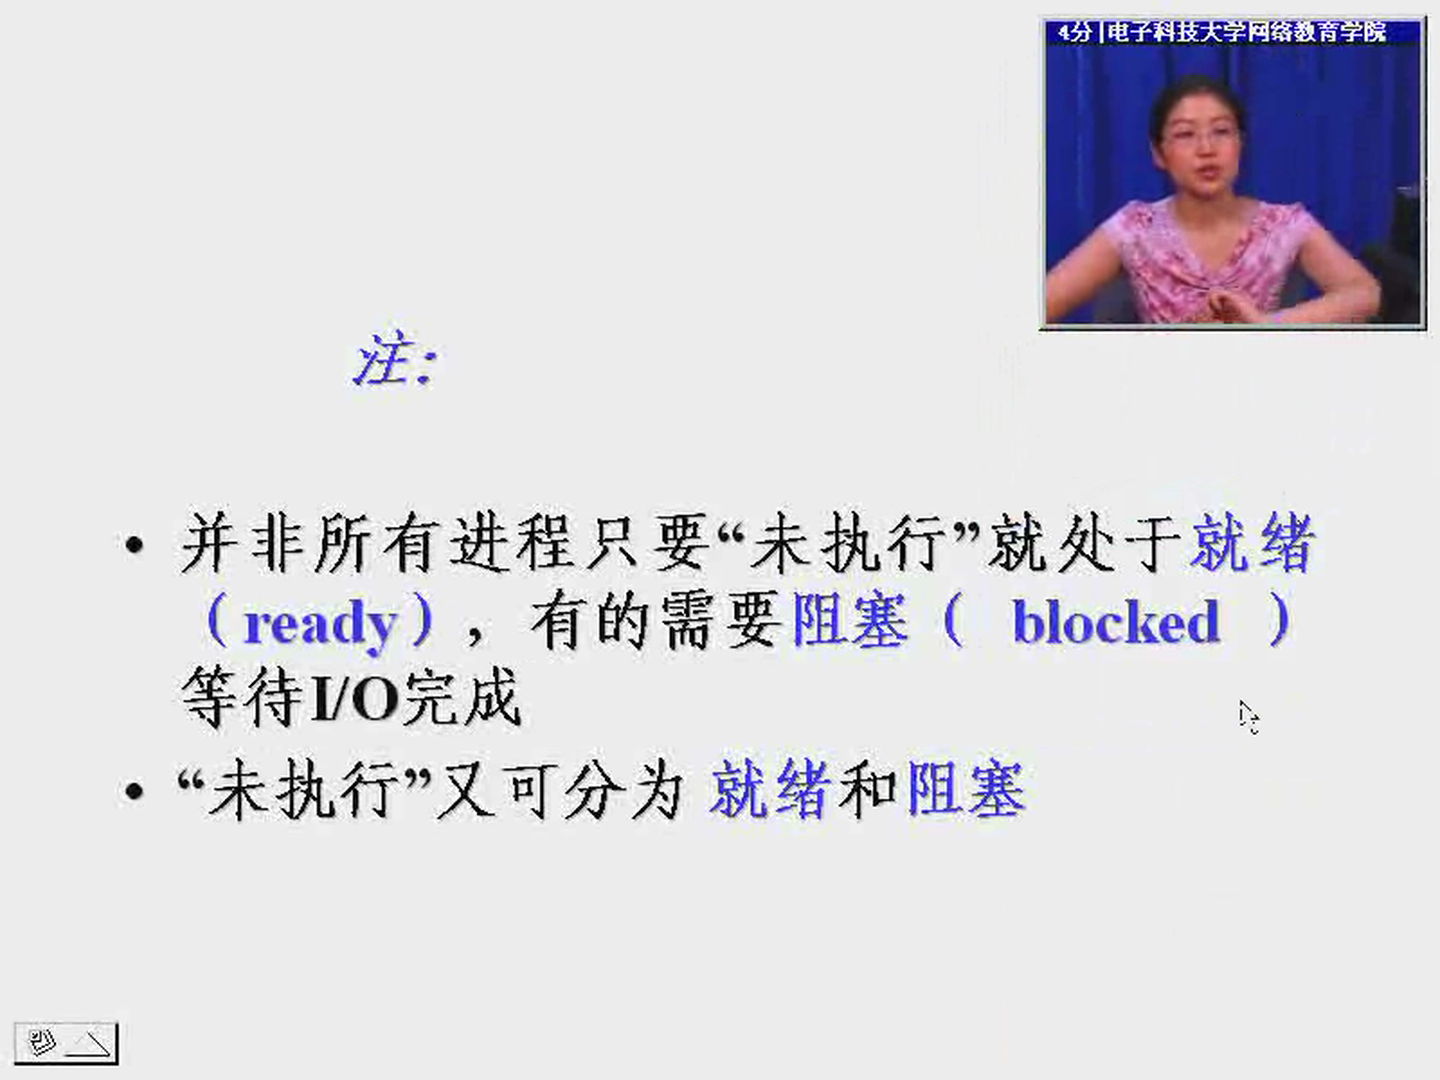 4分|电子科技大学网络教育学院
注：
• 并非所有进程只要“未执行”就处于就绪
（ready），有的需要阻塞（ blocked ）
等待I/O完成
• “未执行”又可分为 就绪和阻塞